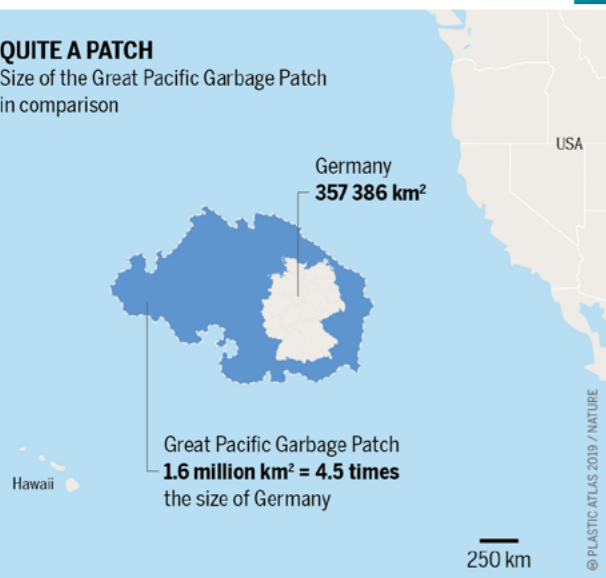 QUITE A PATCH
Size of the Great Pacific Garbage Patch
in comparison
USA
Germany
357 386 km²
Great Pacific Garbage Patch
1.6 million km² = 4.5 times
the size of Germany
Hawaii
250 km
© PLASTIC ATLAS 2019 / NATURE